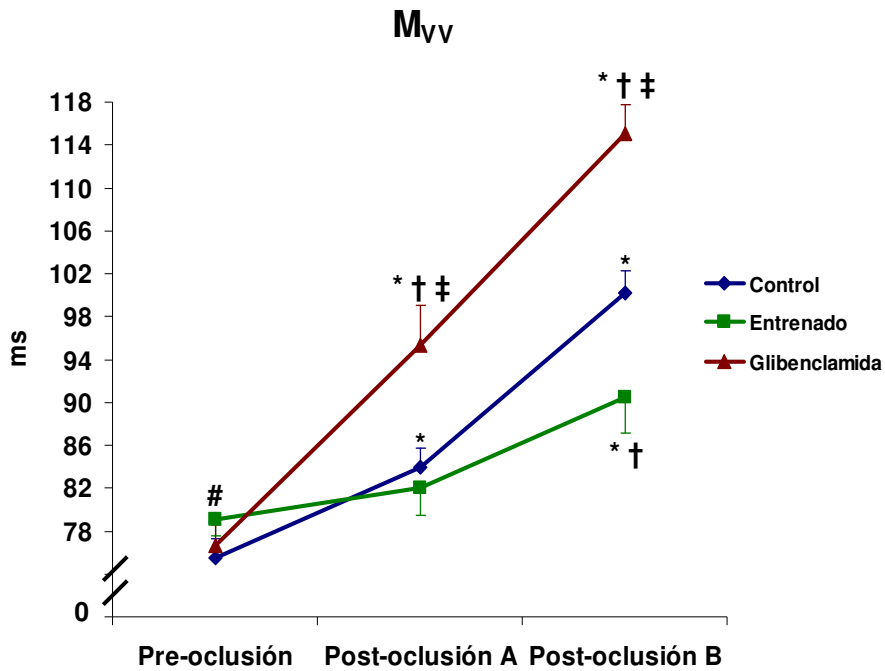 Mvv
* † ‡
118
114
110
106
* † ‡
*
102
98
ms
94
90
86
*
* †
82
#
78
0
Control
Entrenado
Glibenclamida
Pre-oclusión Post-oclusión A Post-oclusión B